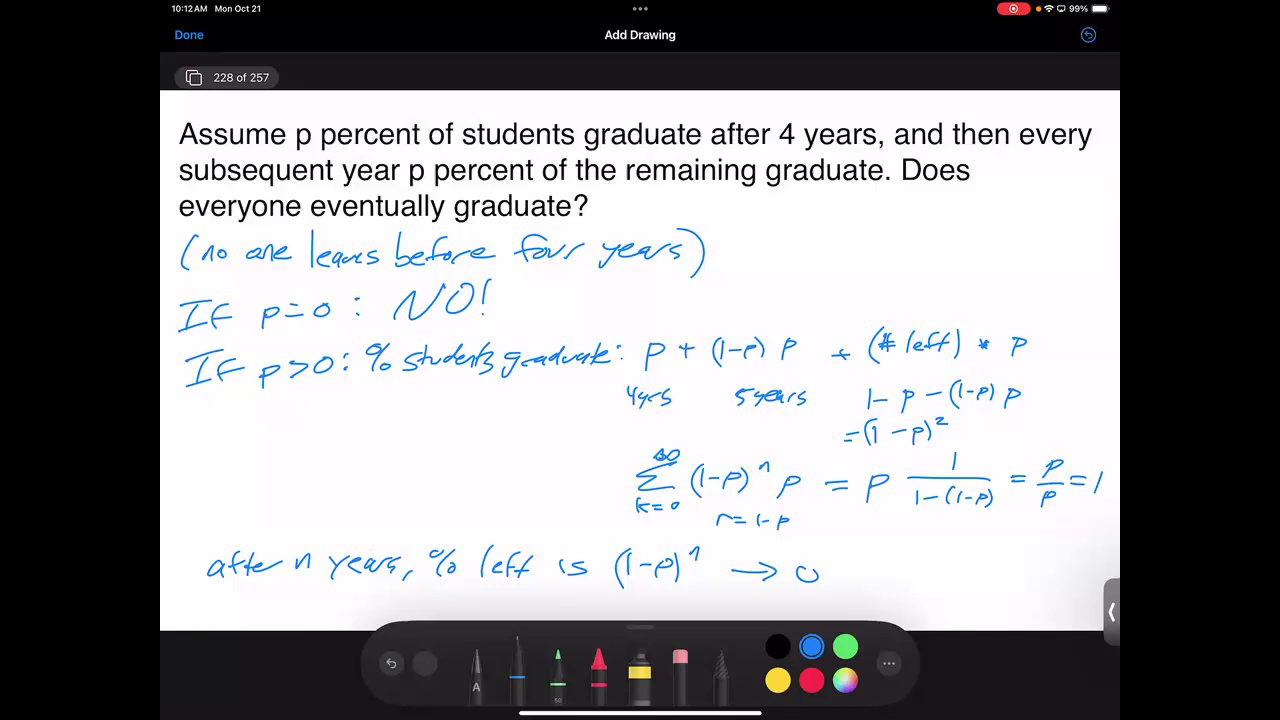 10:12 AM Mon Oct 21 99%
Done Add Drawing
228 of 257
Assume p percent of students graduate after 4 years, and then every
subsequent year p percent of the remaining graduate. Does
everyone eventually graduate?
(no one leaves before four years)
If p=0: NO!
If p>0: % students graduate: p + (1-p) p + (# left) * p
4yrs 5 years 1- p - (1-p) p
= (1-p)²
∞
∑ (1-p)^n p = p 1/(1-(1-p)) = p/p = 1
k=0 r=1-p
after n years, % left is (1-p)^n → 0
A 50